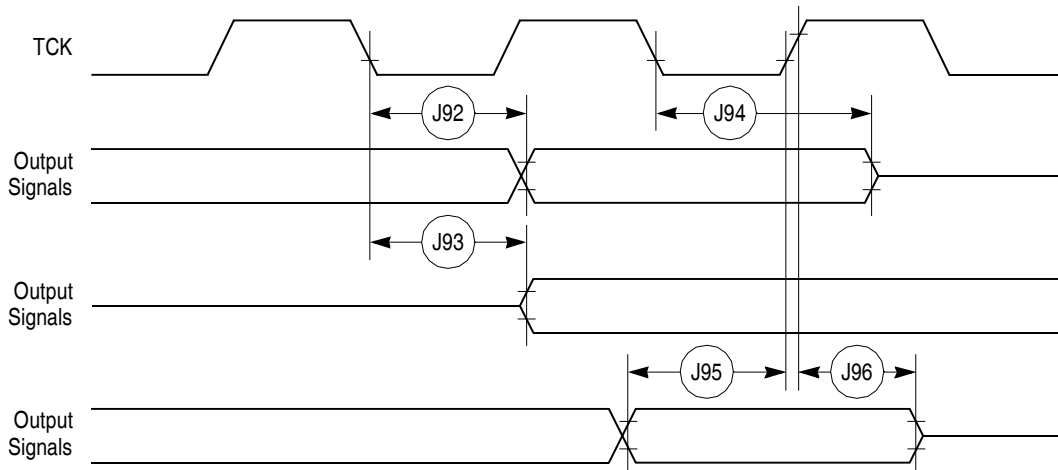 TCK
J92
J94
Output
Signals
J93
Output
Signals
J95
J96
Output
Signals